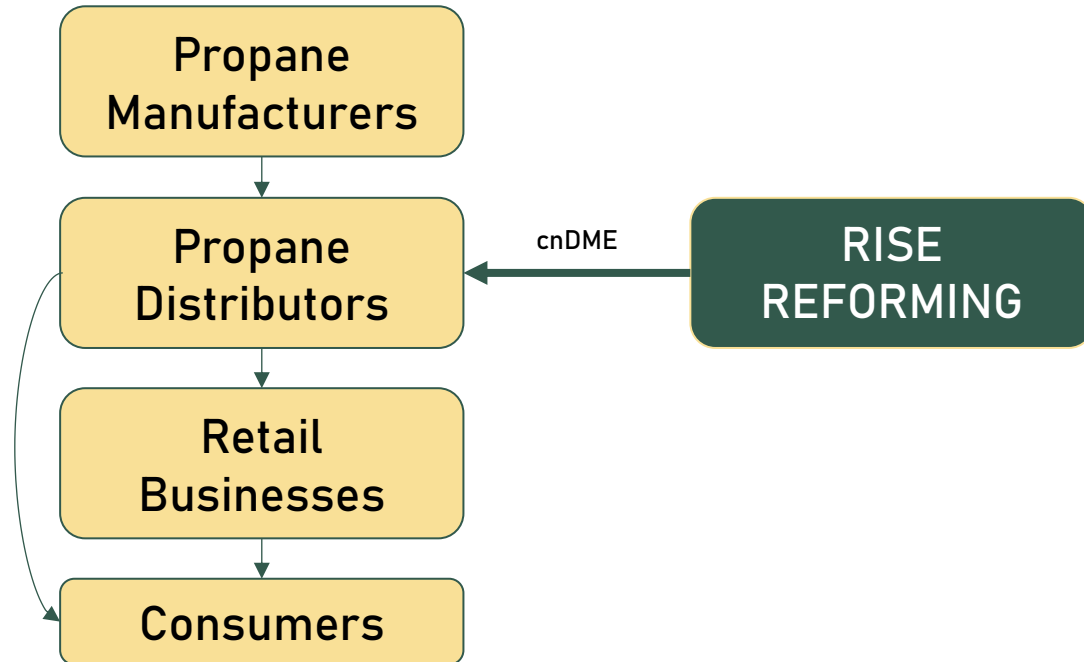 Propane
Manufacturers
Propane
Distributors
cnDME
RISE
REFORMING
Retail
Businesses
Consumers